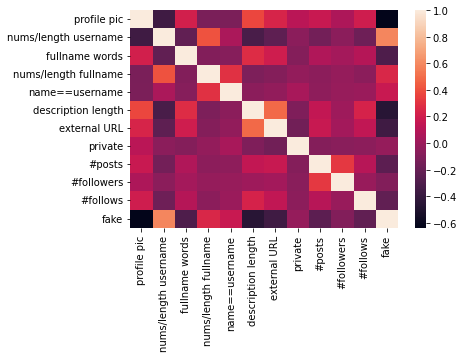 profile pic
nums/length username
fullname words
nums/length fullname
name==username
description length
external URL
private
#posts
#followers
#follows
fake
profile pic
nums/length username
fullname words
nums/length fullname
name==username
description length
external URL
private
#posts
#followers
#follows
fake
1.0
0.8
0.6
0.4
0.2
0.0
−0.2
−0.4
−0.6